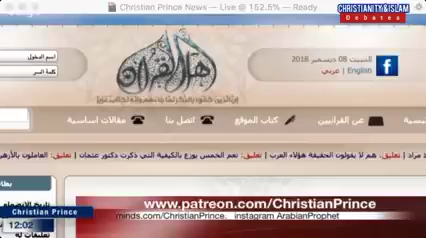 Christian Prince News — Live @ 152.5% — Ready
CHRISTIANITY&ISLAM
Debates
اسم الدخول
كلمة السر
أهل القرآن
السبت 08 ديسمبر 2018
English | عربي
عن القرآنيين
كتاب الموقع
اتصل بنا
مقالات اساسية
تعليق: هم لا يقولون الحقيقة هؤلاء العرب | تعليق: نعم الخمس يوزع بالكيفية التي ذكرت دكتور عثمان | تعليق: العاملون بالأزهر
www.patreon.com/ChristianPrince
minds.com/ChristianPrince. instagram ArabianProphet
Christian Prince
12:02
تاريخ الانضمام